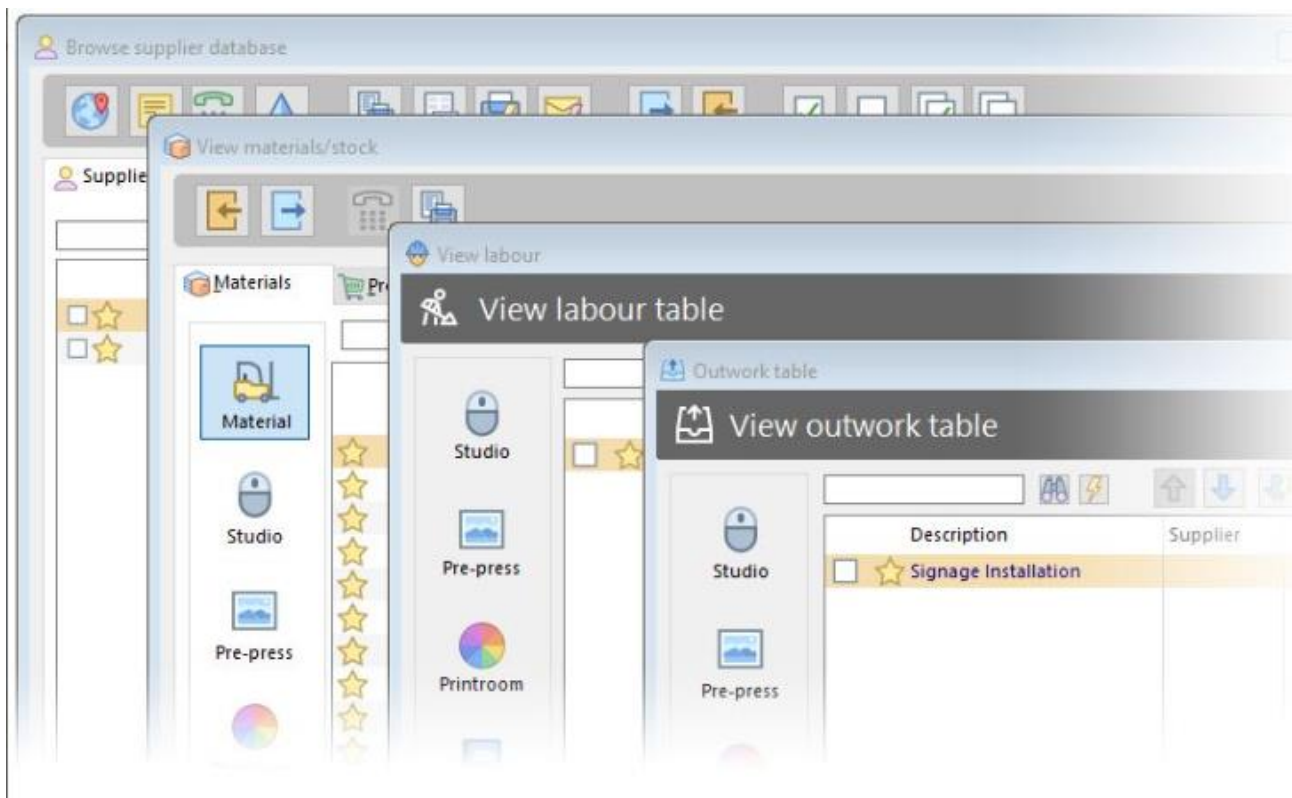 Browse supplier database
View materials/stock
Supplie
View labour
Materials
Pr
View labour table
Outwork table
Material
Studio
View outwork table
Studio
Description
Supplier
Pre-press
Studio
Signage Installation
Pre-press
Printroom
Pre-press